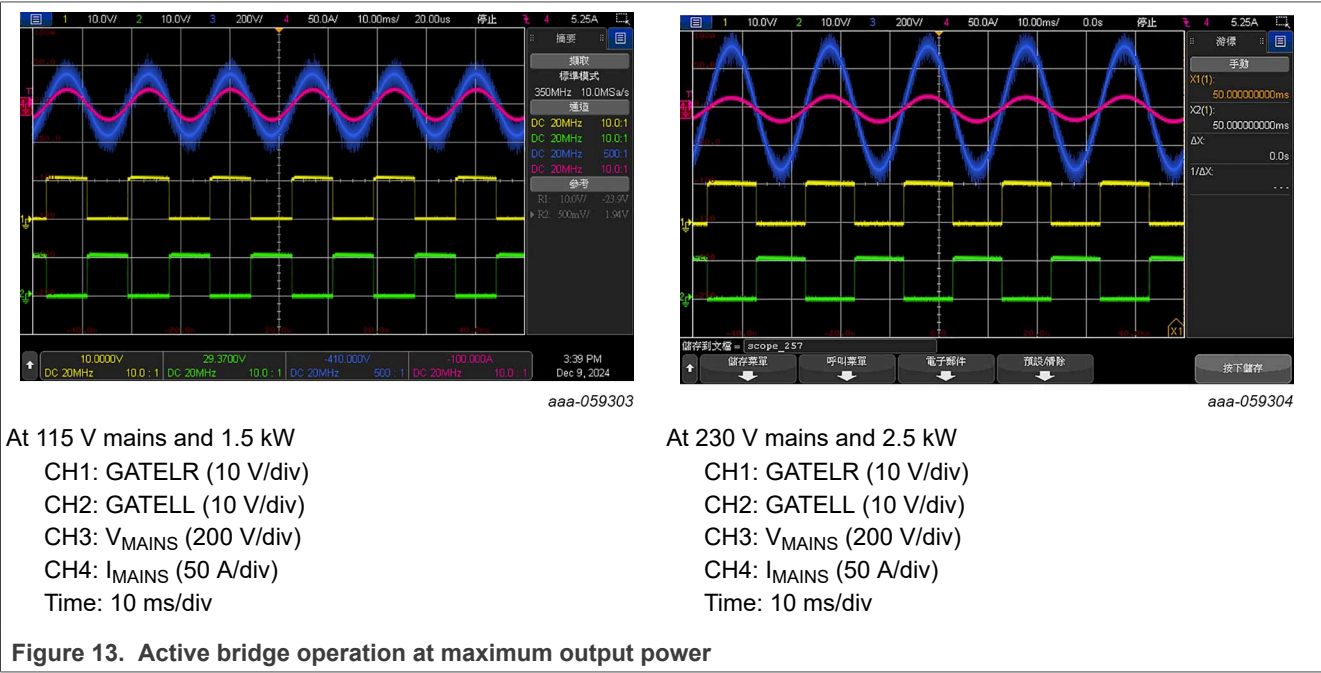 1 10.0V/ 2 10.0V/ 3 200V/ 4 50.0A/ 10.00ms/ 20.00us 停止 4 5.25A
摘要
擷取
標準模式
350MHz 10.0MSa/s
通道
DC 20MHz 10.0:1
DC 20MHz 10.0:1
DC 20MHz 500:1
DC 20MHz 10.0:1
參考
R1: 10.0V/ -23.9V
R2: 500mV/ 1.94V
10.0000V 29.3700V -410.000V -100.000A 3:39 PM
DC 20MHz 10.0 : 1 DC 20MHz 10.0 : 1 DC 20MHz 500 : 1 DC 20MHz 10.0 : 1 Dec 9, 2024
aaa-059303
At 115 V mains and 1.5 kW
CH1: GATELR (10 V/div)
CH2: GATELL (10 V/div)
CH3: VMAINS (200 V/div)
CH4: IMAINS (50 A/div)
Time: 10 ms/div
1 10.0V/ 2 10.0V/ 3 200V/ 4 50.0A/ 10.00ms/ 0.0s 停止 4 5.25A
游標
手動
X1(1):
50.000000000ms
X2(1):
50.000000000ms
ΔX:
0.0s
1/ΔX:
X1
儲存到文檔 = scope_257
儲存菜單 呼叫菜單 電子郵件 預設/清除 按下儲存
aaa-059304
At 230 V mains and 2.5 kW
CH1: GATELR (10 V/div)
CH2: GATELL (10 V/div)
CH3: VMAINS (200 V/div)
CH4: IMAINS (50 A/div)
Time: 10 ms/div
Figure 13. Active bridge operation at maximum output power